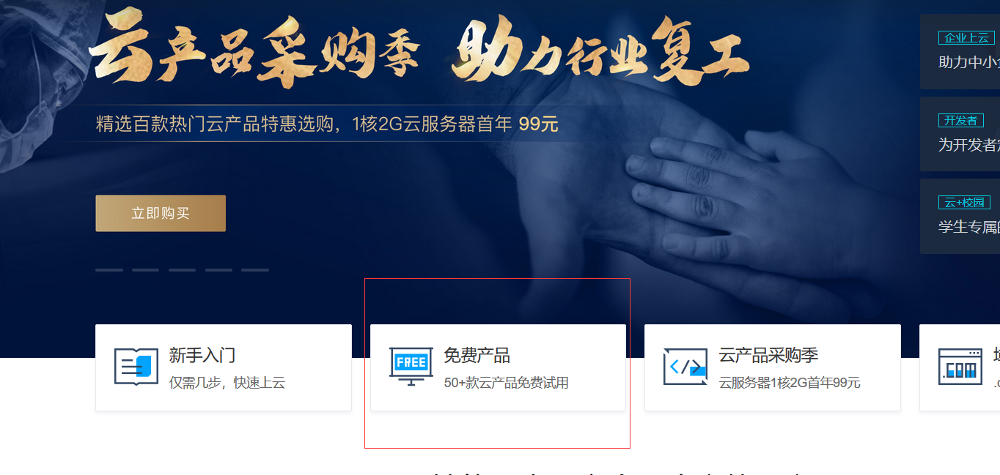 云产品采购季 助力行业复工
精选百款热门云产品特惠选购，1核2G云服务器首年 99元
立即购买
企业上云
助力中小
开发者
为开发者
云+校园
学生专属
新手入门
仅需几步，快速上云
FREE
免费产品
50+款云产品免费试用
</>
云产品采购季
云服务器1核2G首年99元
.com